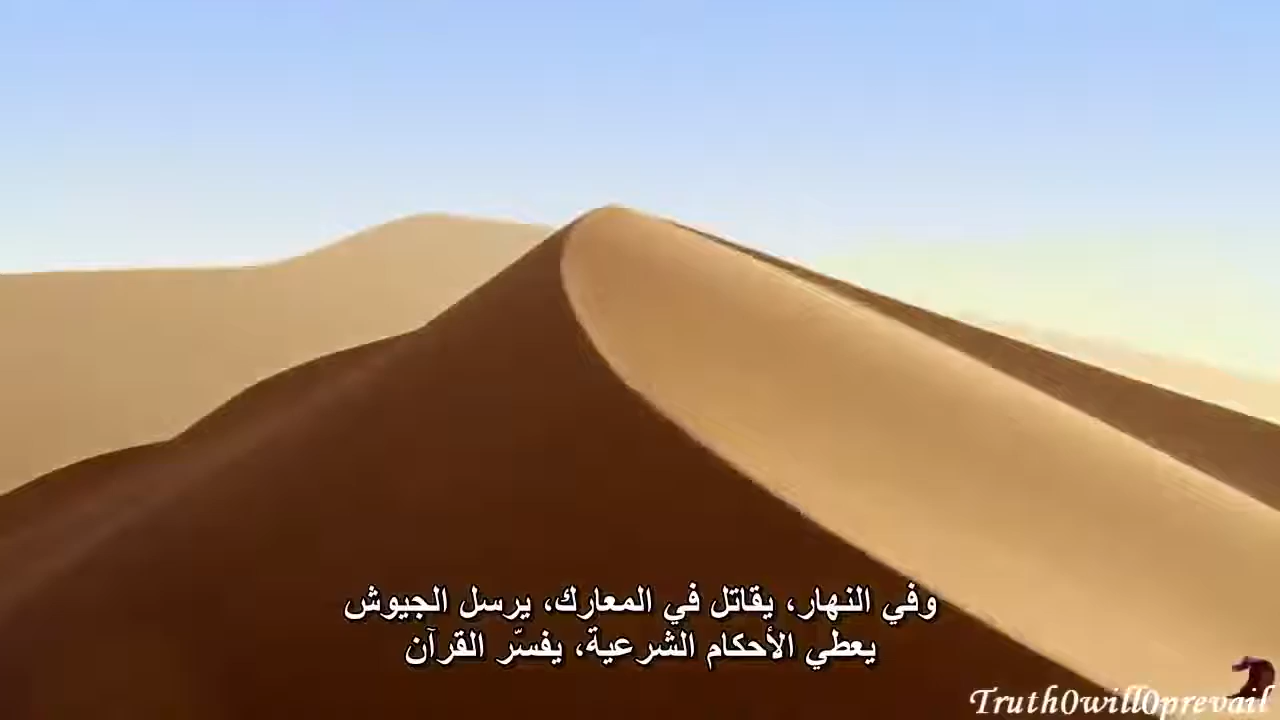 وفي النهار، يقاتل في المعارك، يرسل الجيوش
يعطي الأحكام الشرعية، يفسّر القرآن
Truth0will0prevail